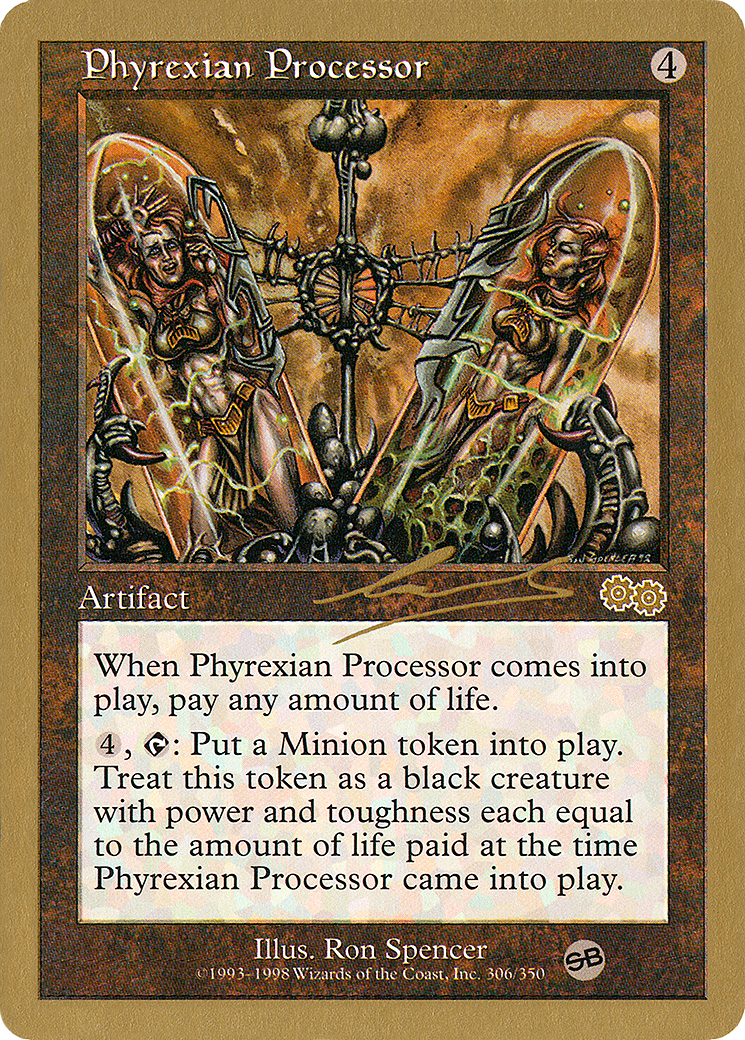 Phyrexian Processor 4
Artifact
When Phyrexian Processor comes into
play, pay any amount of life.
4, : Put a Minion token into play.
Treat this token as a black creature
with power and toughness each equal
to the amount of life paid at the time
Phyrexian Processor came into play.
Illus. Ron Spencer
©1993-1998 Wizards of the Coast, Inc. 306/350
SB